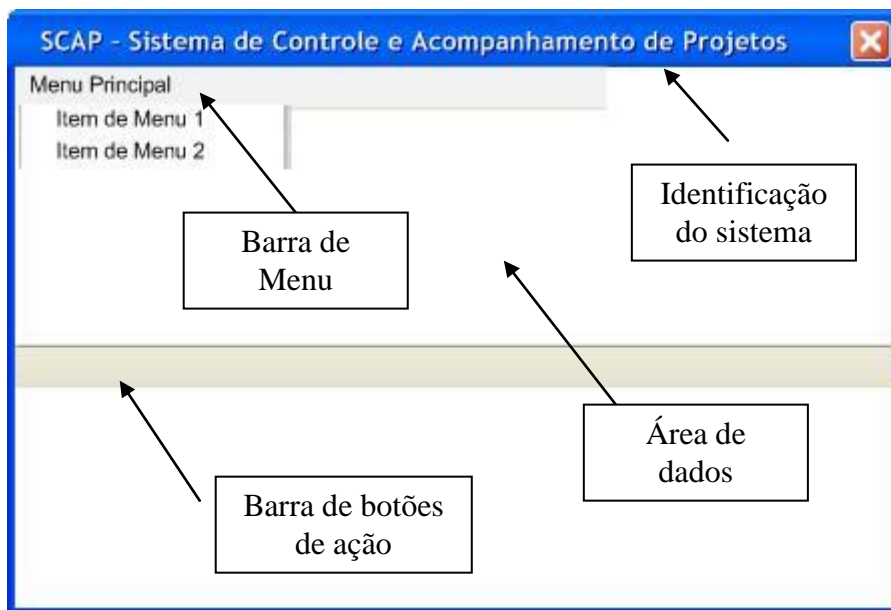 SCAP - Sistema de Controle e Acompanhamento de Projetos
Menu Principal
Item de Menu 1
Item de Menu 2
Identificação
do sistema
Barra de
Menu
Área de
dados
Barra de botões
de ação